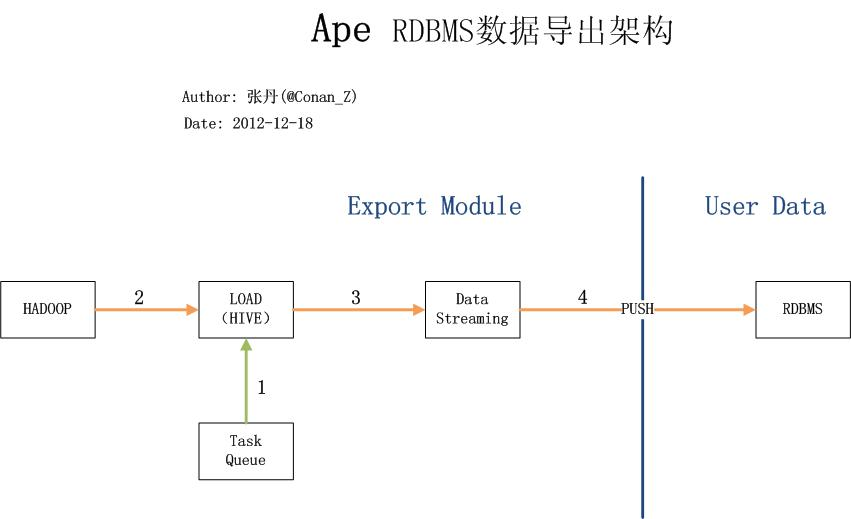 Ape RDBMS数据导出架构
Author: 张丹(@Conan_Z)
Date: 2012-12-18
Export Module
User Data
HADOOP
2
LOAD
(HIVE)
3
Data
Streaming
4
PUSH
RDBMS
1
Task
Queue